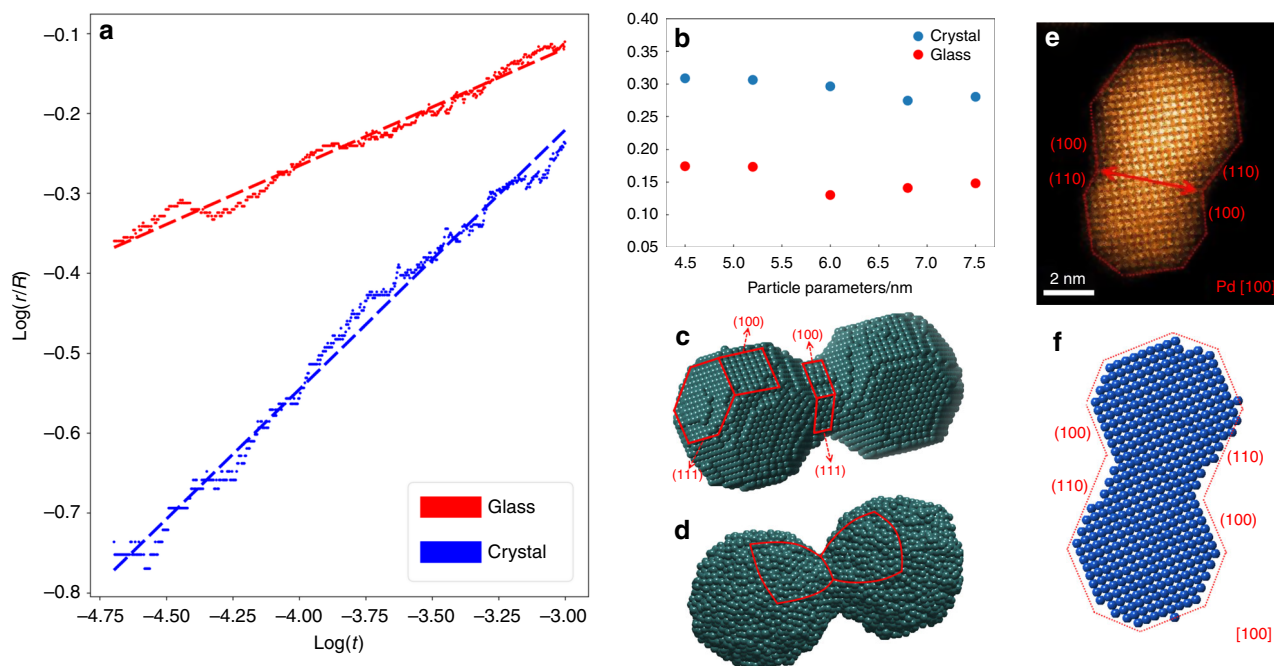 a
−0.1
−0.2
−0.3
−0.4
−0.5
−0.6
−0.7
−0.8
Log(r/R)
Glass
Crystal
−4.75 −4.50 −4.25 −4.00 −3.75 −3.50 −3.25 −3.00
Log(t)
b
0.40
0.35
0.30
0.25
0.20
0.15
0.10
0.05
Crystal
Glass
4.5 5.0 5.5 6.0 6.5 7.0 7.5
Particle parameters/nm
c
(100)
(100)
(111)
(111)
d
e
(100)
(110)
(110)
(100)
2 nm
Pd [100]
f
(100)
(110)
(110)
(100)
[100]